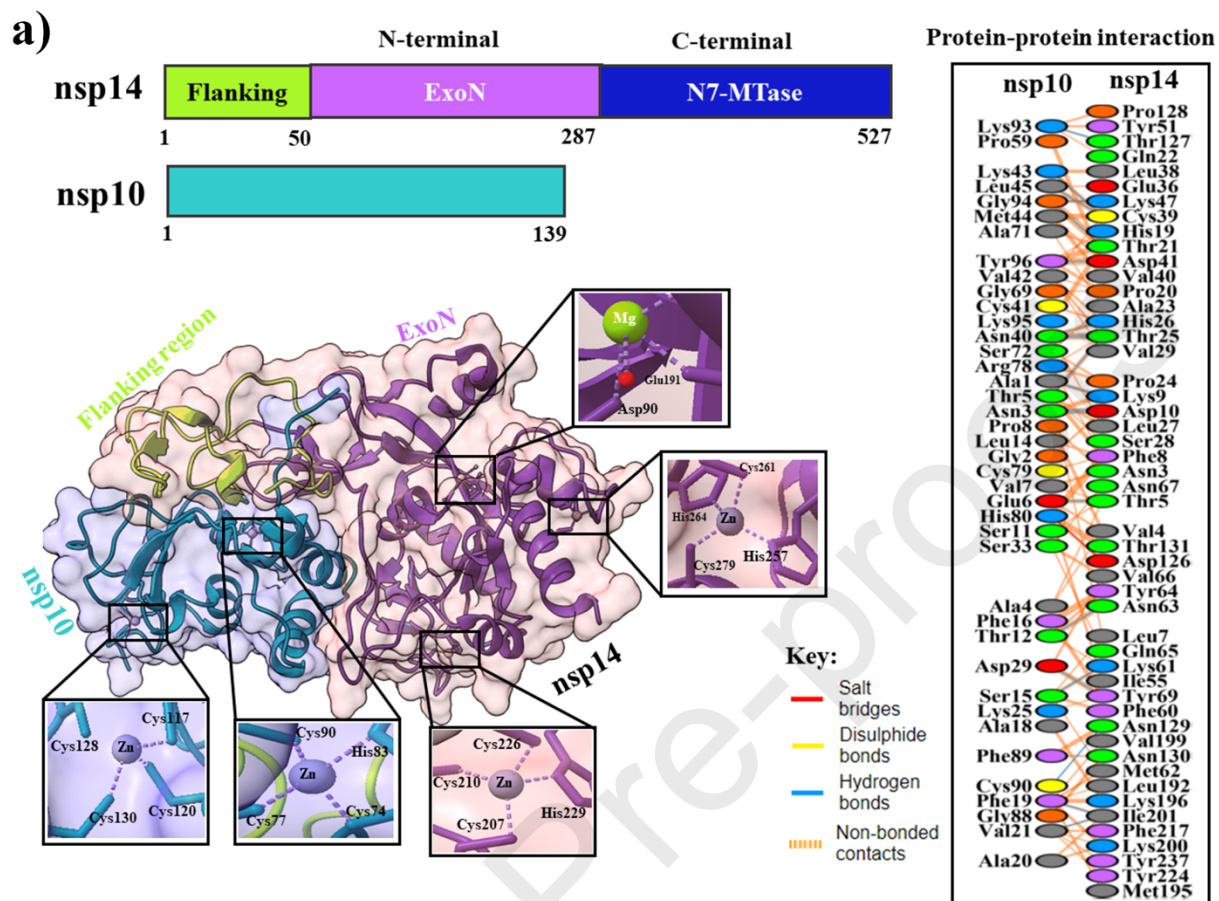 a)
N-terminal
C-terminal
nsp14
Flanking
ExoN
N7-MTase
1
50
287
527
nsp10
1
139
Flanking region
ExoN
nsp10
nsp14
Mg
Glu191
Asp90
Cys261
His264
Zn
Cys279
His257
Cys117
Cys128
Zn
Cys130
Cys120
Cys90
His83
Zn
Cys77
Cys74
Cys226
Cys210
Zn
His229
Cys207
Key:
Salt
bridges
Disulphide
bonds
Hydrogen
bonds
Non-bonded
contacts
Protein-protein interaction
nsp10
nsp14
Lys93
Pro59
Lys43
Leu45
Gly94
Met44
Ala71
Tyr96
Val42
Gly69
Cys41
Lys95
Asn40
Ser72
Arg78
Ala1
Thr5
Asn3
Pro8
Leu14
Gly2
Cys79
Val7
Glu6
His80
Ser11
Ser33
Ala4
Phe16
Thr12
Asp29
Ser15
Lys25
Ala18
Phe89
Cys90
Phe19
Gly88
Val21
Ala20
Pro128
Tyr51
Thr127
Gln22
Leu38
Glu36
Lys47
Cys39
His19
Thr21
Asp41
Val40
Pro20
Ala23
His26
Thr25
Val29
Pro24
Lys9
Asp10
Leu27
Ser28
Phe8
Asn3
Asn67
Thr5
Val4
Thr131
Asp126
Val66
Tyr64
Asn63
Leu7
Gln65
Lys61
Ile55
Tyr69
Phe60
Asn129
Val199
Asn130
Met62
Leu192
Lys196
Ile201
Phe217
Lys200
Tyr237
Tyr224
Met195